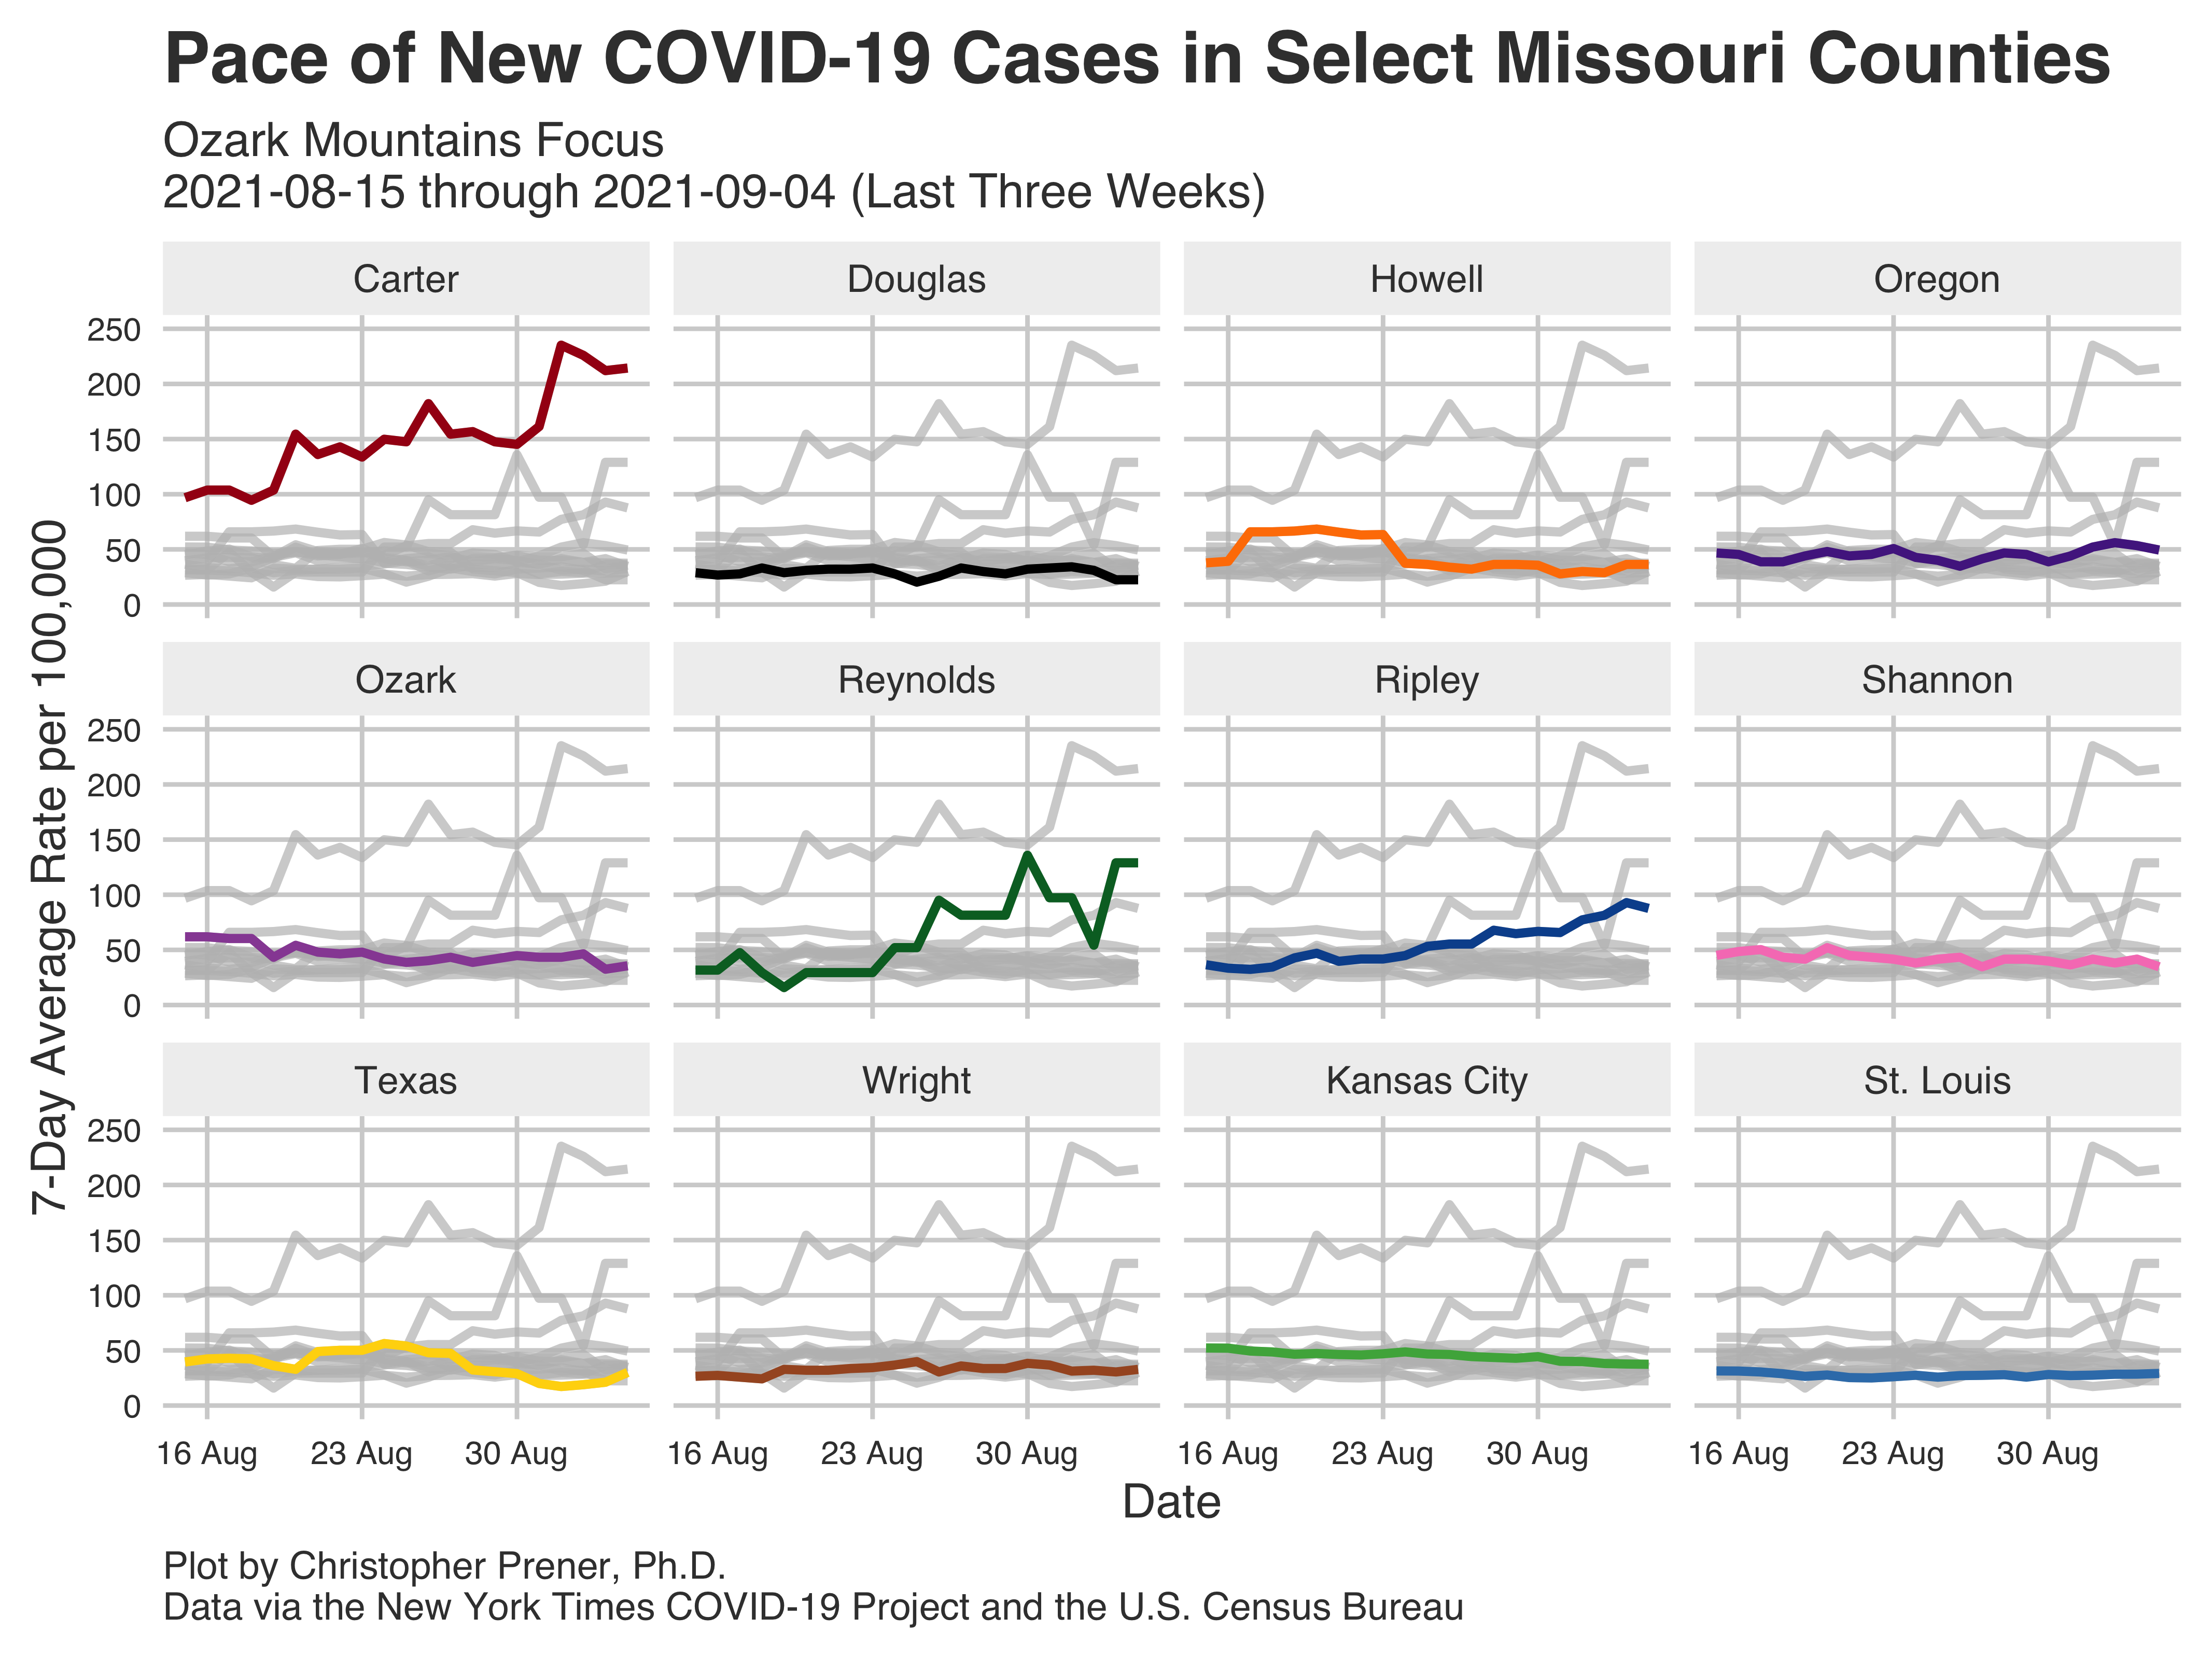 Pace of New COVID-19 Cases in Select Missouri Counties
Ozark Mountains Focus
2021-08-15 through 2021-09-04 (Last Three Weeks)
7-Day Average Rate per 100,000
Carter
Douglas
Howell
Oregon
250
200
150
100
50
0
Ozark
Reynolds
Ripley
Shannon
250
200
150
100
50
0
Texas
Wright
Kansas City
St. Louis
250
200
150
100
50
0
16 Aug
23 Aug
30 Aug
16 Aug
23 Aug
30 Aug
16 Aug
23 Aug
30 Aug
16 Aug
23 Aug
30 Aug
Date
Plot by Christopher Prener, Ph.D.
Data via the New York Times COVID-19 Project and the U.S. Census Bureau